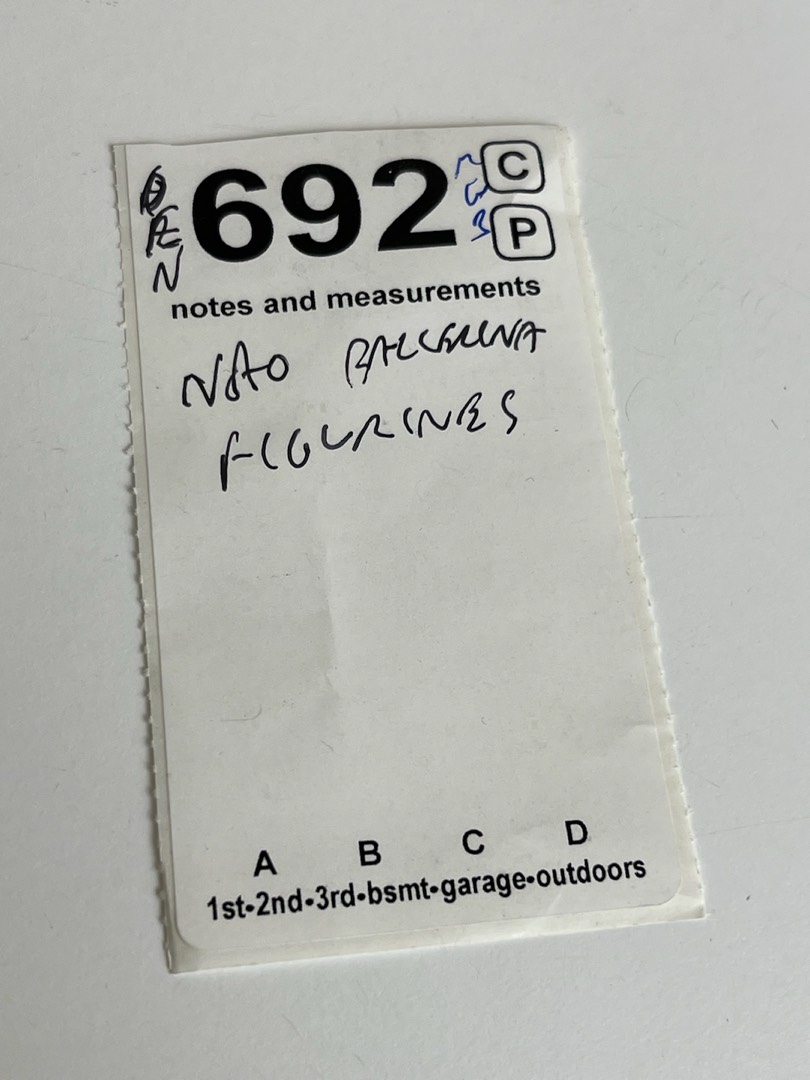 692 C
P
notes and measurements
NAO BALLERINA
FIGURINES
A B C D
1st•2nd•3rd•bsmt•garage•outdoors